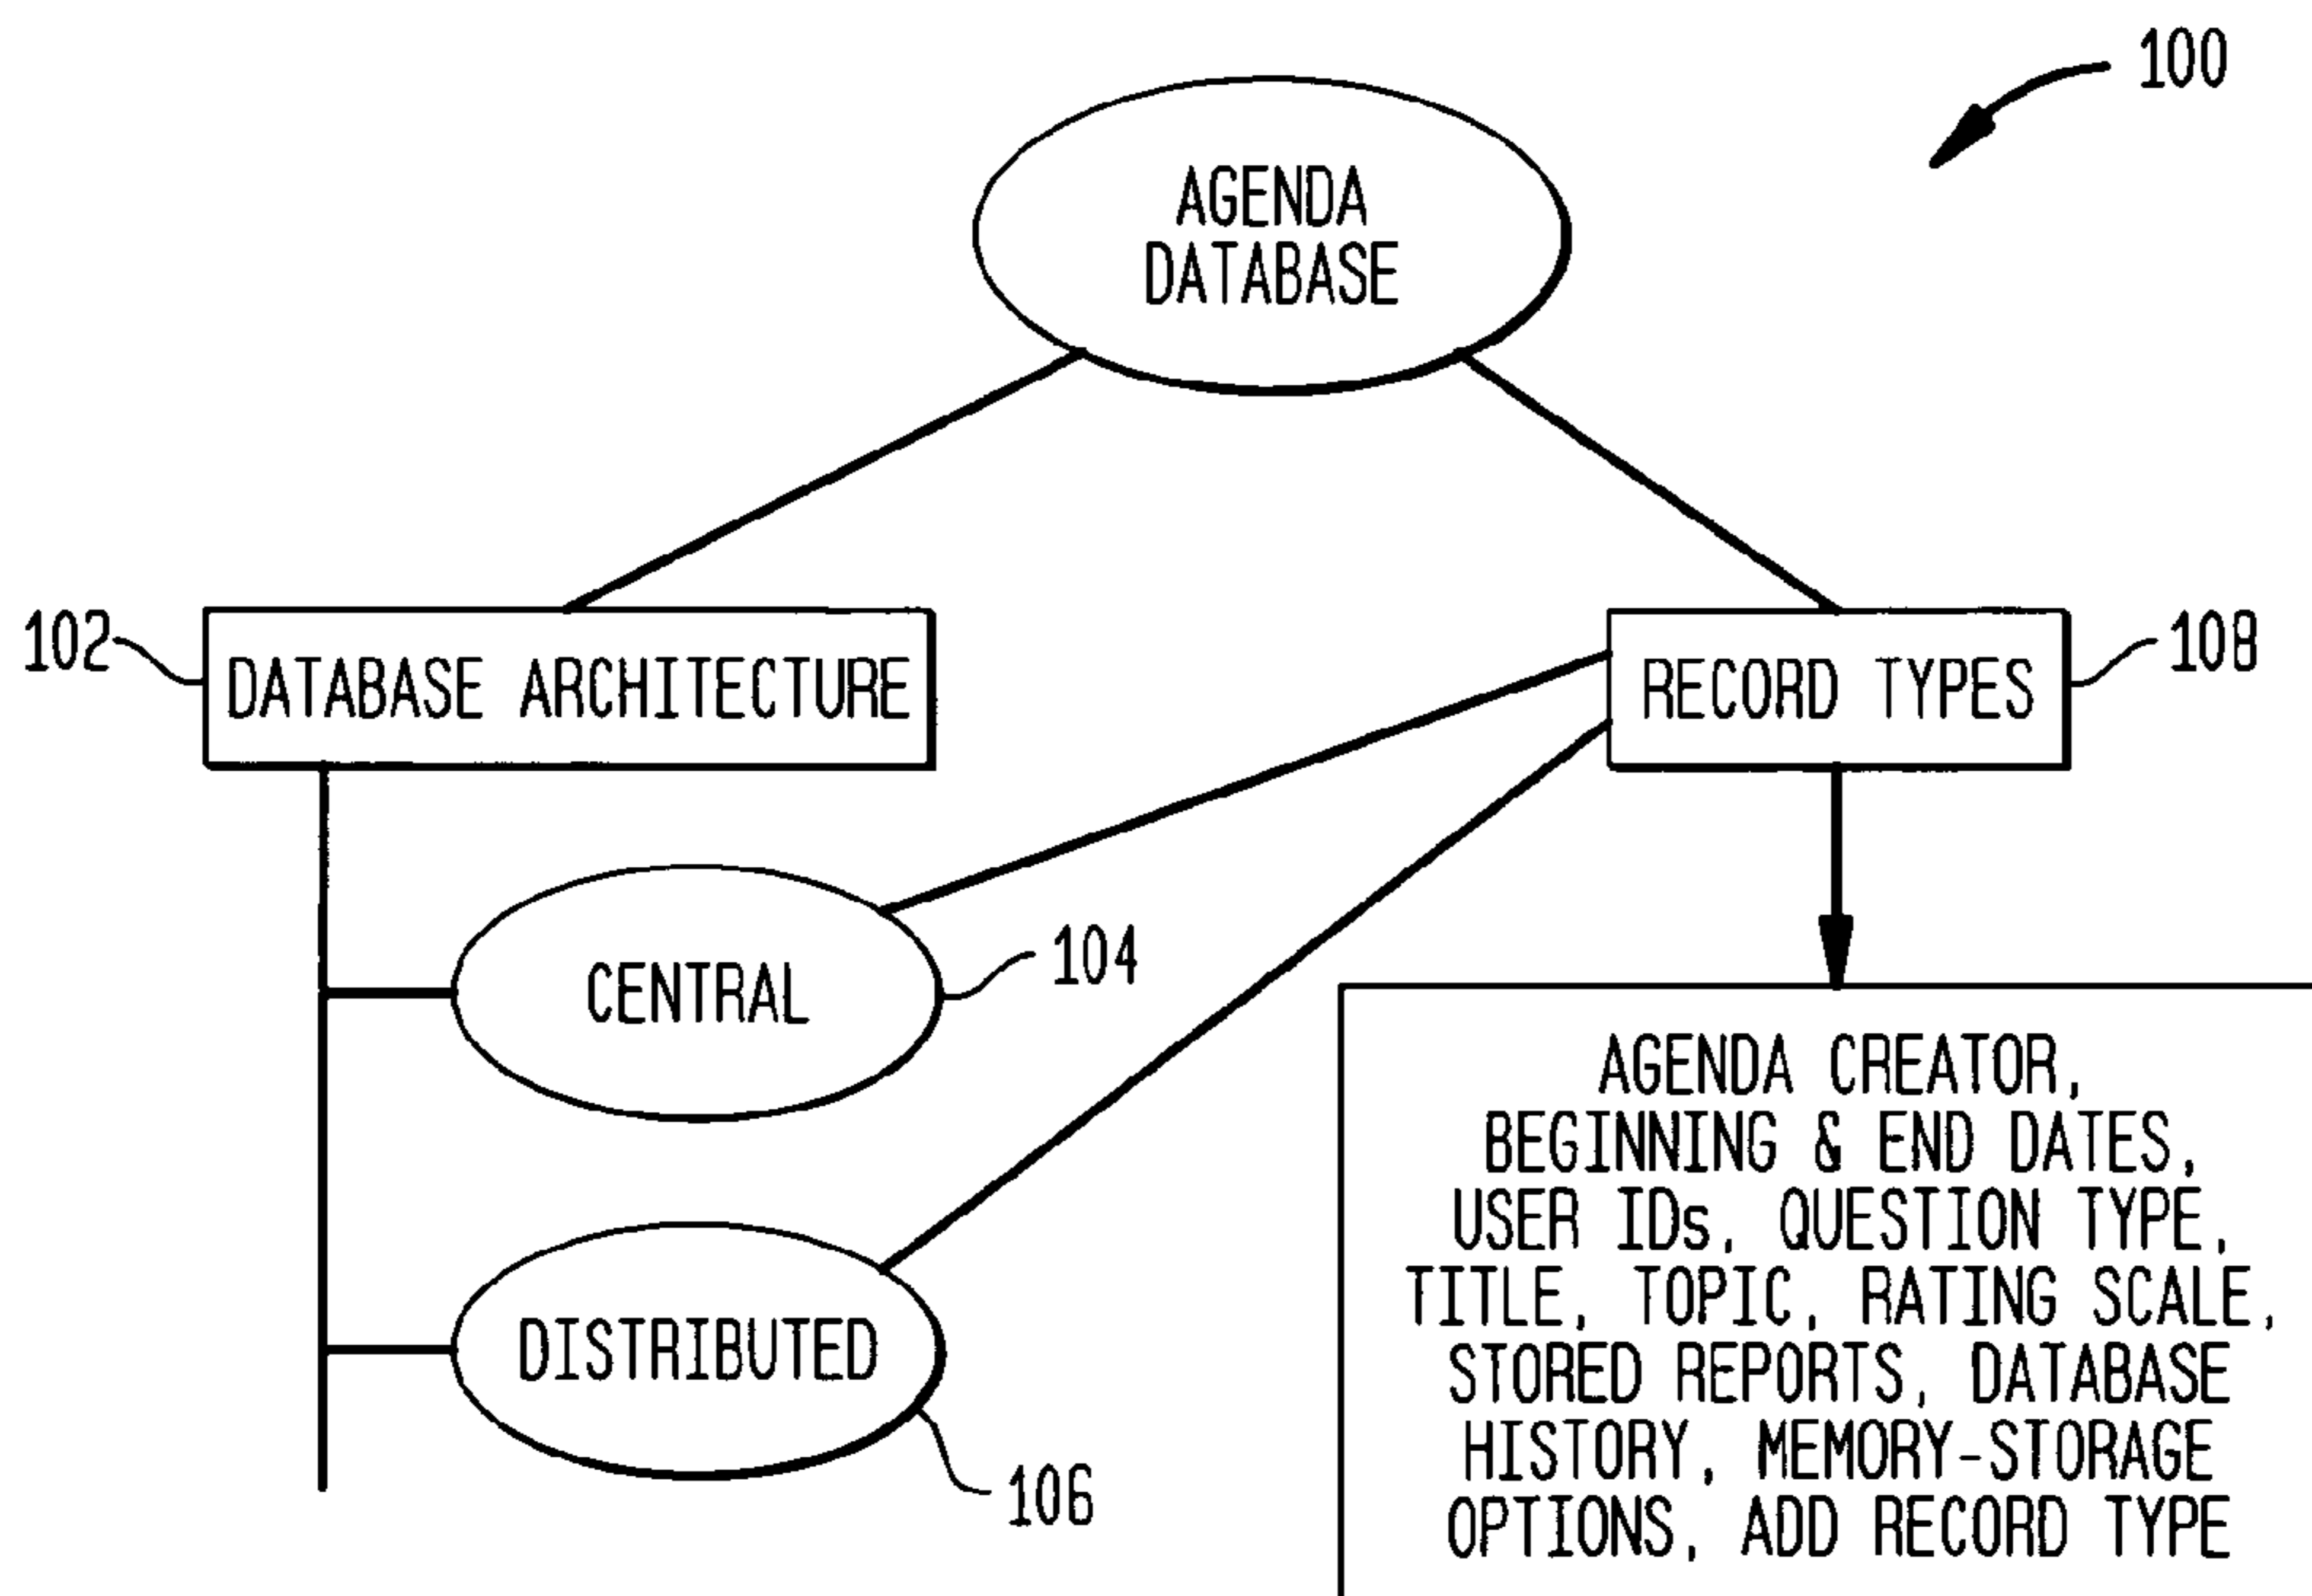 100
AGENDA
DATABASE
102
DATABASE ARCHITECTURE
RECORD TYPES
108
CENTRAL
104
DISTRIBUTED
106
AGENDA CREATOR,
BEGINNING & END DATES,
USER IDs, QUESTION TYPE,
TITLE, TOPIC, RATING SCALE,
STORED REPORTS, DATABASE
HISTORY, MEMORY-STORAGE
OPTIONS, ADD RECORD TYPE